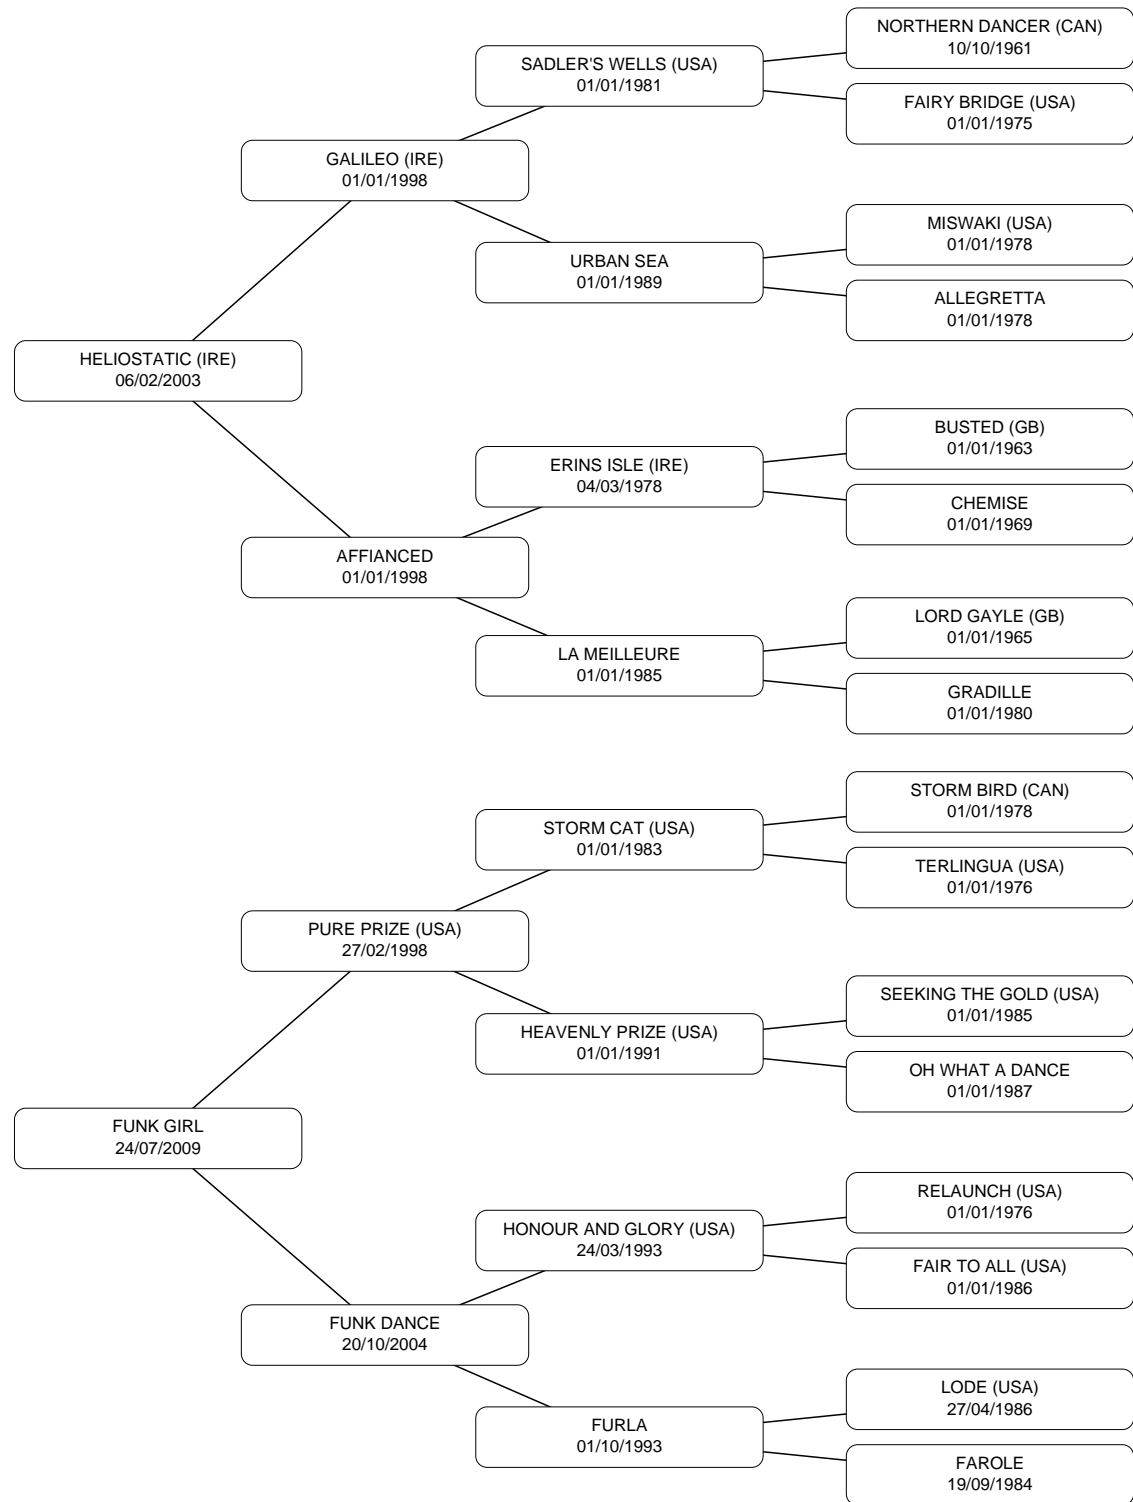 NORTHERN DANCER (CAN)
10/10/1961
SADLER'S WELLS (USA)
01/01/1981
FAIRY BRIDGE (USA)
01/01/1975
GALILEO (IRE)
01/01/1998
MISWAKI (USA)
01/01/1978
URBAN SEA
01/01/1989
ALLEGRETTA
01/01/1978
HELIOSTATIC (IRE)
06/02/2003
BUSTED (GB)
01/01/1963
ERINS ISLE (IRE)
04/03/1978
CHEMISE
01/01/1969
AFFIANCED
01/01/1998
LORD GAYLE (GB)
01/01/1965
LA MEILLEURE
01/01/1985
GRADILLE
01/01/1980
STORM BIRD (CAN)
01/01/1978
STORM CAT (USA)
01/01/1983
TERLINGUA (USA)
01/01/1976
PURE PRIZE (USA)
27/02/1998
SEEKING THE GOLD (USA)
01/01/1985
HEAVENLY PRIZE (USA)
01/01/1991
OH WHAT A DANCE
01/01/1987
FUNK GIRL
24/07/2009
RELAUNCH (USA)
01/01/1976
HONOUR AND GLORY (USA)
24/03/1993
FAIR TO ALL (USA)
01/01/1986
FUNK DANCE
20/10/2004
LODE (USA)
27/04/1986
FURLA
01/10/1993
FAROLE
19/09/1984